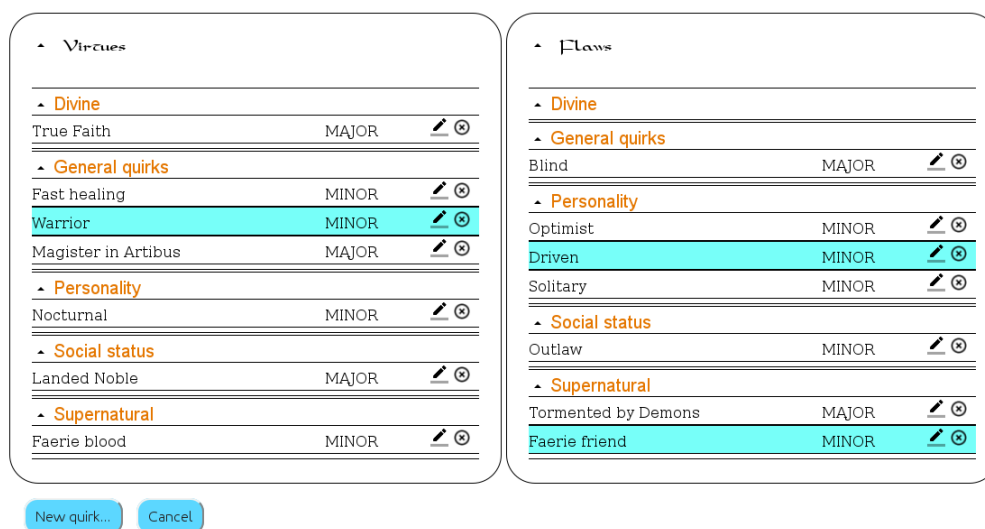 Virtues
Divine
True Faith MAJOR
General quirks
Fast healing MINOR
Warrior MINOR
Magister in Artibus MAJOR
Personality
Nocturnal MINOR
Social status
Landed Noble MAJOR
Supernatural
Faerie blood MINOR
Flaws
Divine
General quirks
Blind MAJOR
Personality
Optimist MINOR
Driven MINOR
Solitary MINOR
Social status
Outlaw MINOR
Supernatural
Tormented by Demons MAJOR
Faerie friend MINOR
New quirk... Cancel